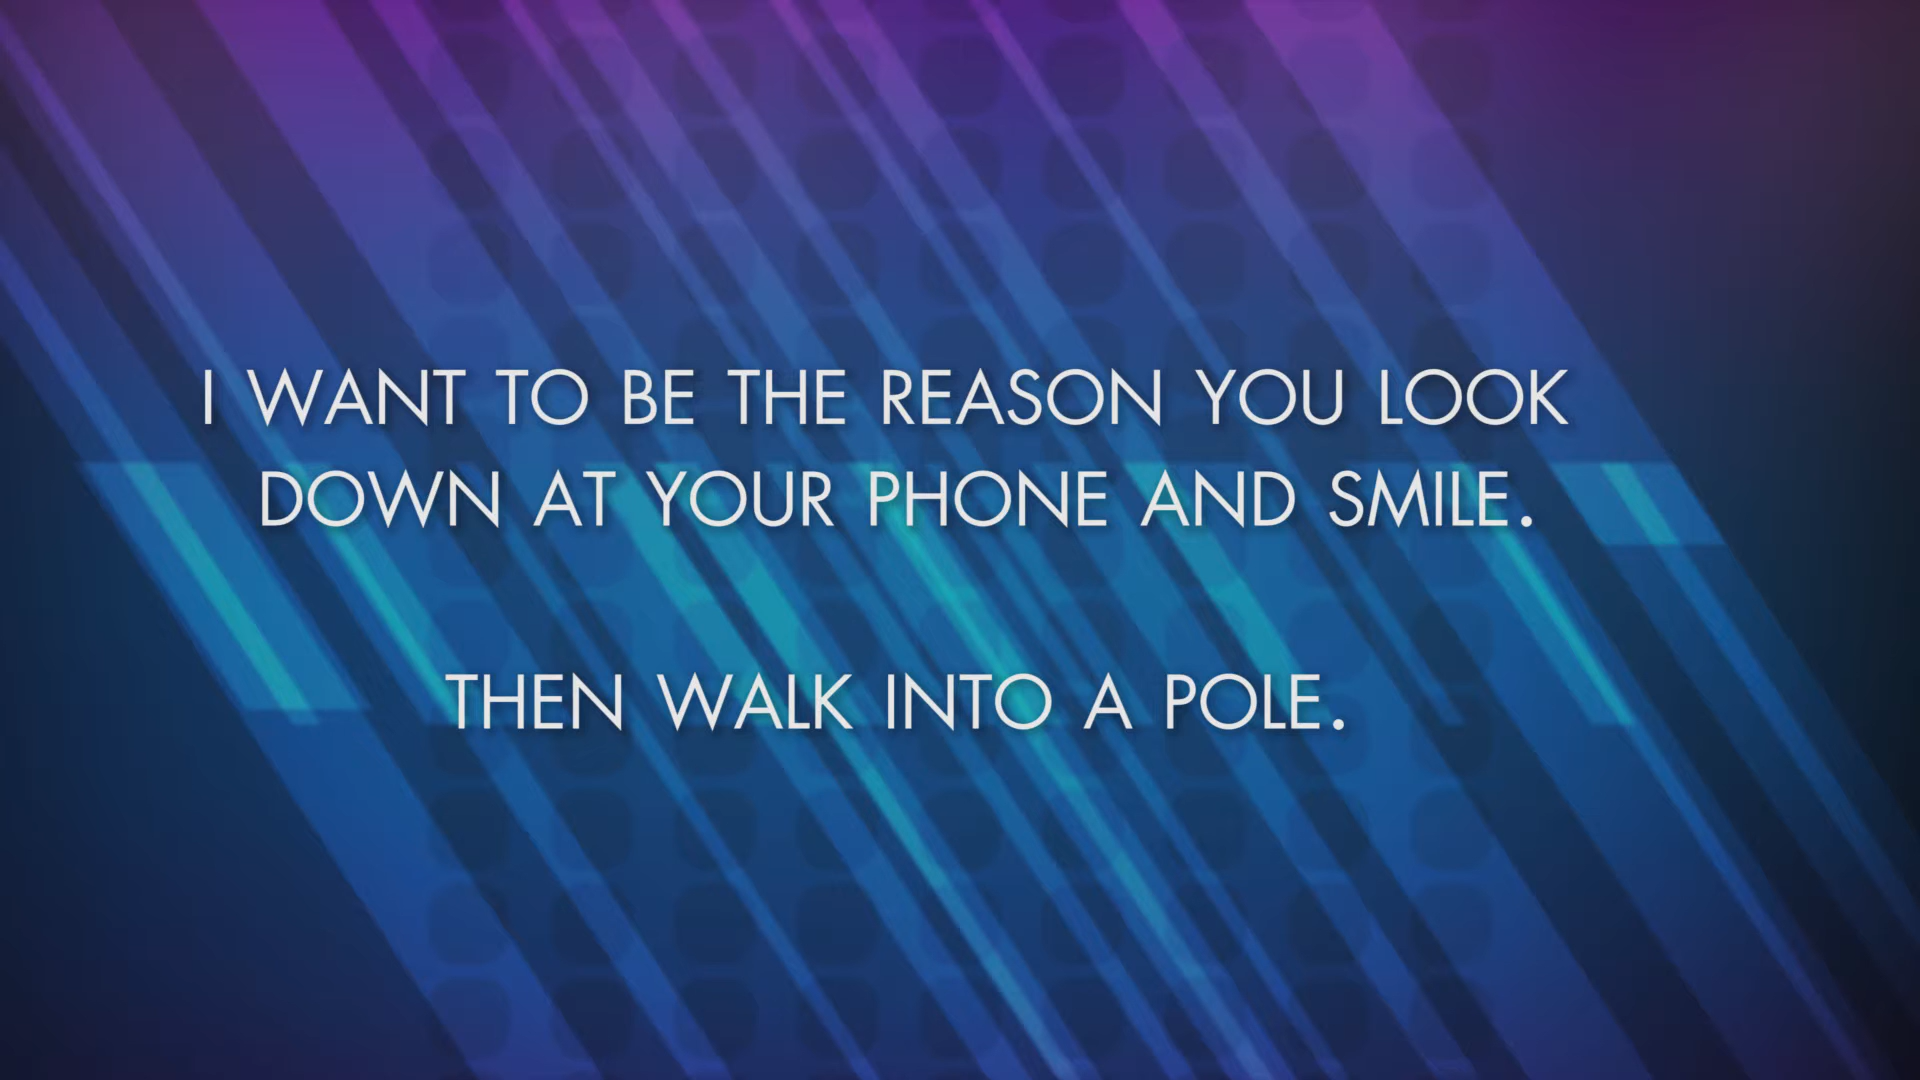 I WANT TO BE THE REASON YOU LOOK
DOWN AT YOUR PHONE AND SMILE.
THEN WALK INTO A POLE.